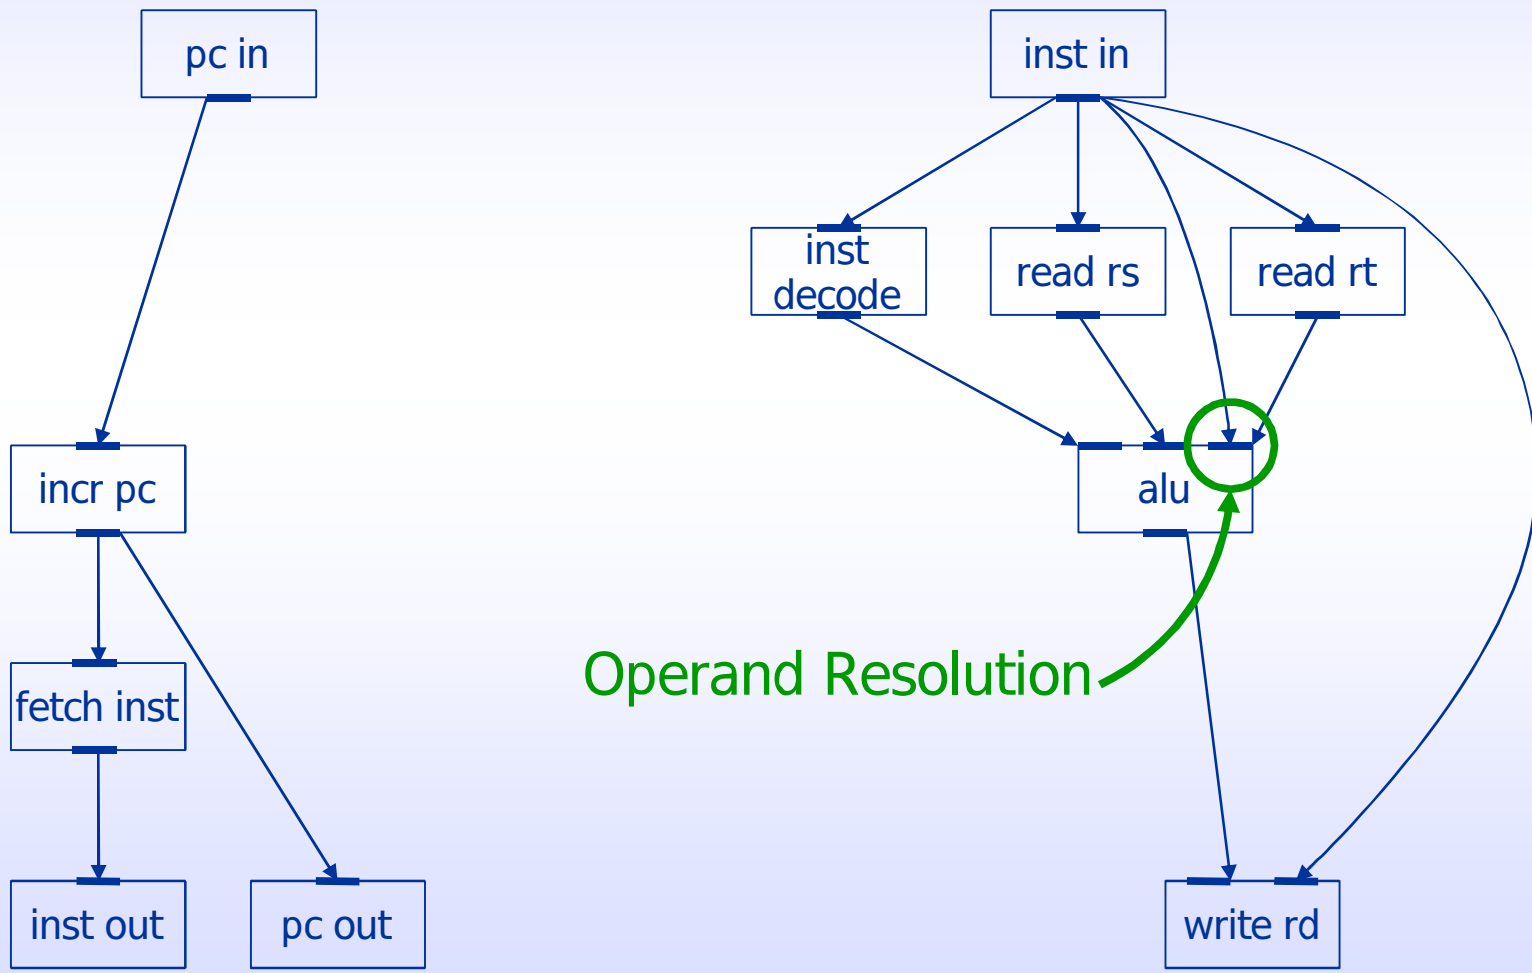 pc in
inst in
inst
decode
read rs
read rt
incr pc
alu
Operand Resolution
fetch inst
inst out
pc out
write rd